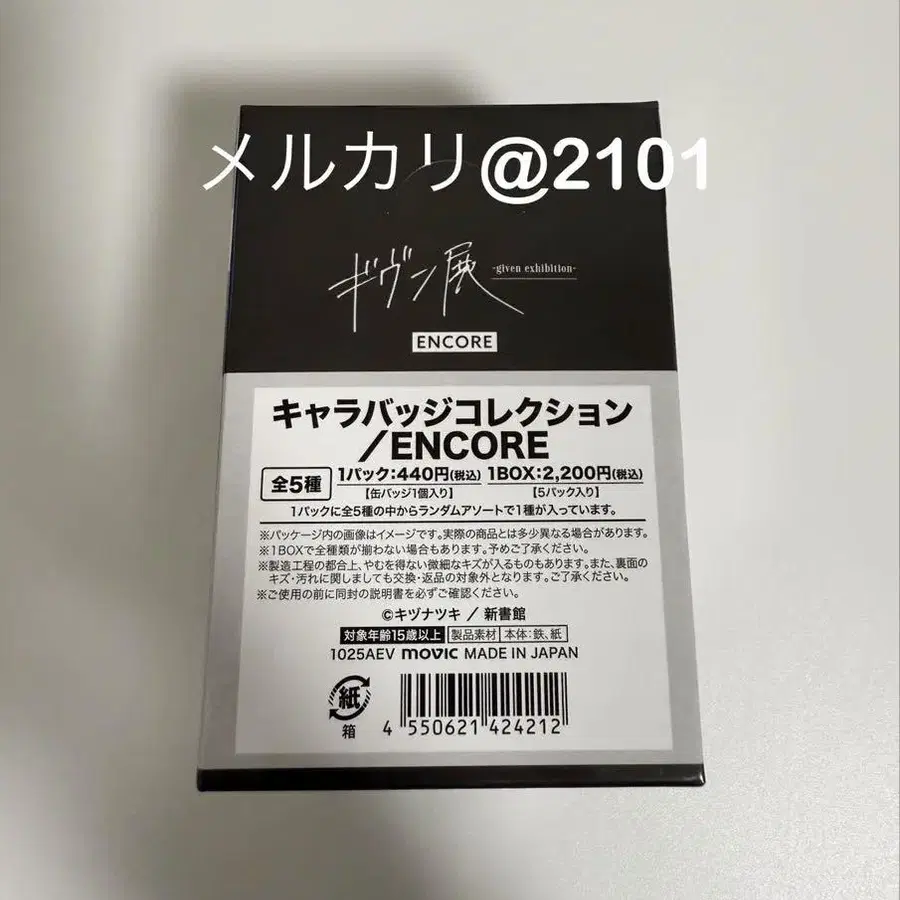 メルカリ@2101
ギヴン展 -given exhibition-
ENCORE
キャラバッジコレクション
/ENCORE
全5種 1パック:440円(税込) 1BOX:2,200円(税込)
【缶バッジ1個入り】 【5パック入り】
1パックに全5種の中からランダムアソートで1種が入っています。
※パッケージ内の画像はイメージです。実際の商品とは多少異なる場合があります。
※1BOXで全種類が揃わない場合もあります。予めご了承ください。
※製造工程の都合上、やむを得ない微細なキズが入るものもあります。また、裏面の
キズ・汚れに関しましても交換・返品の対象外となります。ご了承ください。
※ご使用の前に同封の説明書を必ずご確認ください。
©キヅナツキ / 新書館
対象年齢15歳以上 製品素材 本体:鉄、紙
1025AEV movic MADE IN JAPAN
紙
箱
4 550621 424212